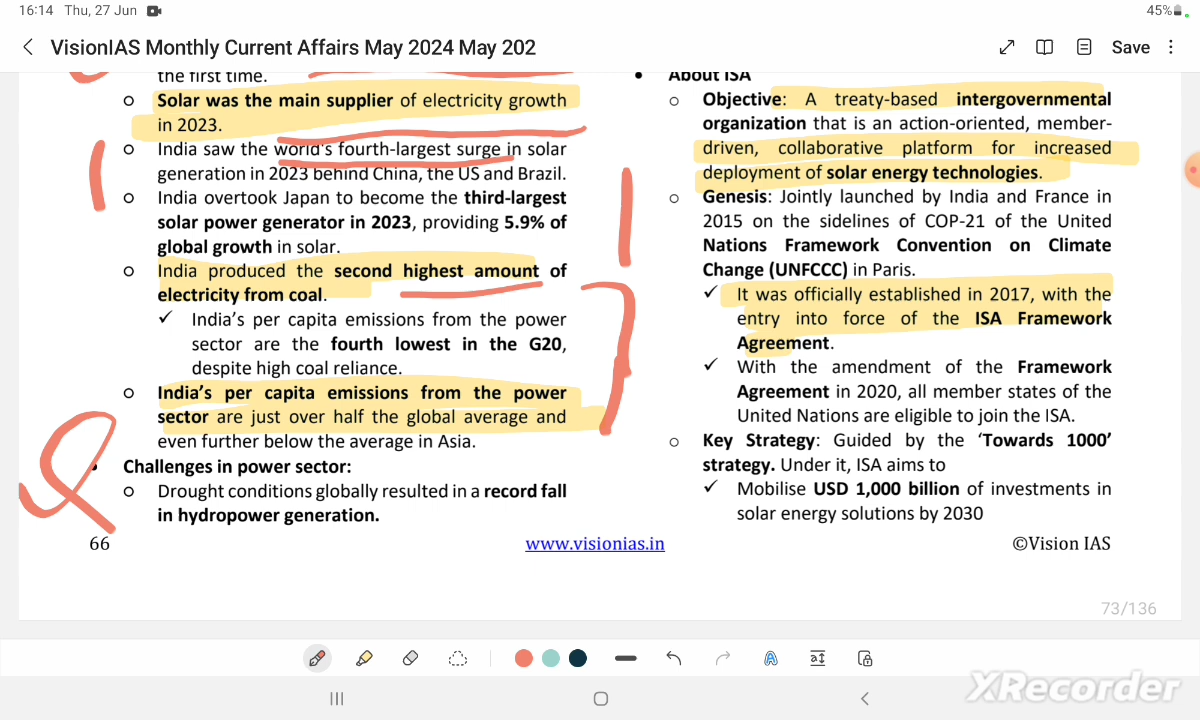 16:14 Thu, 27 Jun
45%
VisionIAS Monthly Current Affairs May 2024 May 202
Save
the first time.
o Solar was the main supplier of electricity growth
in 2023.
o India saw the world's fourth-largest surge in solar
generation in 2023 behind China, the US and Brazil.
o India overtook Japan to become the third-largest
solar power generator in 2023, providing 5.9% of
global growth in solar.
o India produced the second highest amount of
electricity from coal.
✓ India's per capita emissions from the power
sector are the fourth lowest in the G20,
despite high coal reliance.
o India's per capita emissions from the power
sector are just over half the global average and
even further below the average in Asia.
• Challenges in power sector:
o Drought conditions globally resulted in a record fall
in hydropower generation.
• About ISA
o Objective: A treaty-based intergovernmental
organization that is an action-oriented, member-
driven, collaborative platform for increased
deployment of solar energy technologies.
o Genesis: Jointly launched by India and France in
2015 on the sidelines of COP-21 of the United
Nations Framework Convention on Climate
Change (UNFCCC) in Paris.
✓ It was officially established in 2017, with the
entry into force of the ISA Framework
Agreement.
✓ With the amendment of the Framework
Agreement in 2020, all member states of the
United Nations are eligible to join the ISA.
o Key Strategy: Guided by the 'Towards 1000'
strategy. Under it, ISA aims to
✓ Mobilise USD 1,000 billion of investments in
solar energy solutions by 2030
66
www.visionias.in
©Vision IAS
73/136
XRecorder